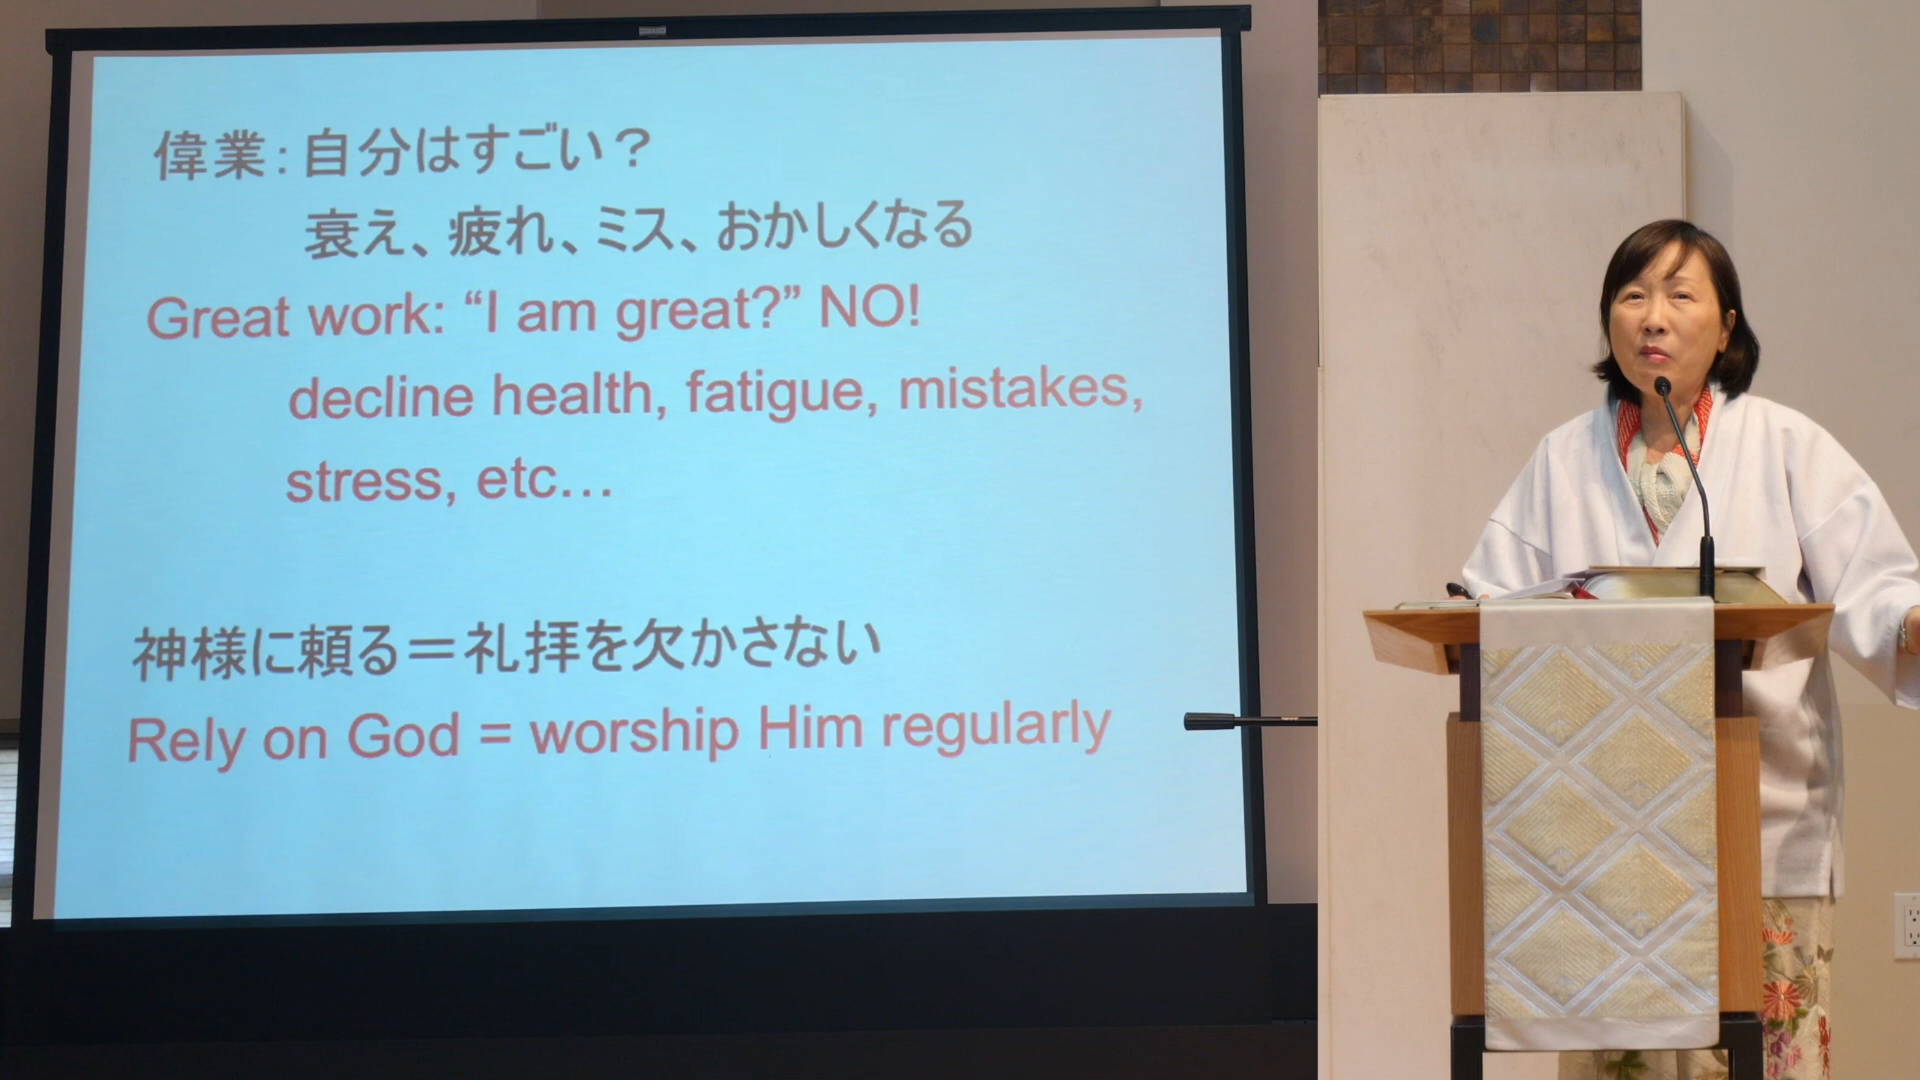 偉業：自分はすごい？
衰え、疲れ、ミス、おかしくなる
Great work: “I am great?” NO!
decline health, fatigue, mistakes,
stress, etc…
神様に頼る＝礼拝を欠かさない
Rely on God = worship Him regularly